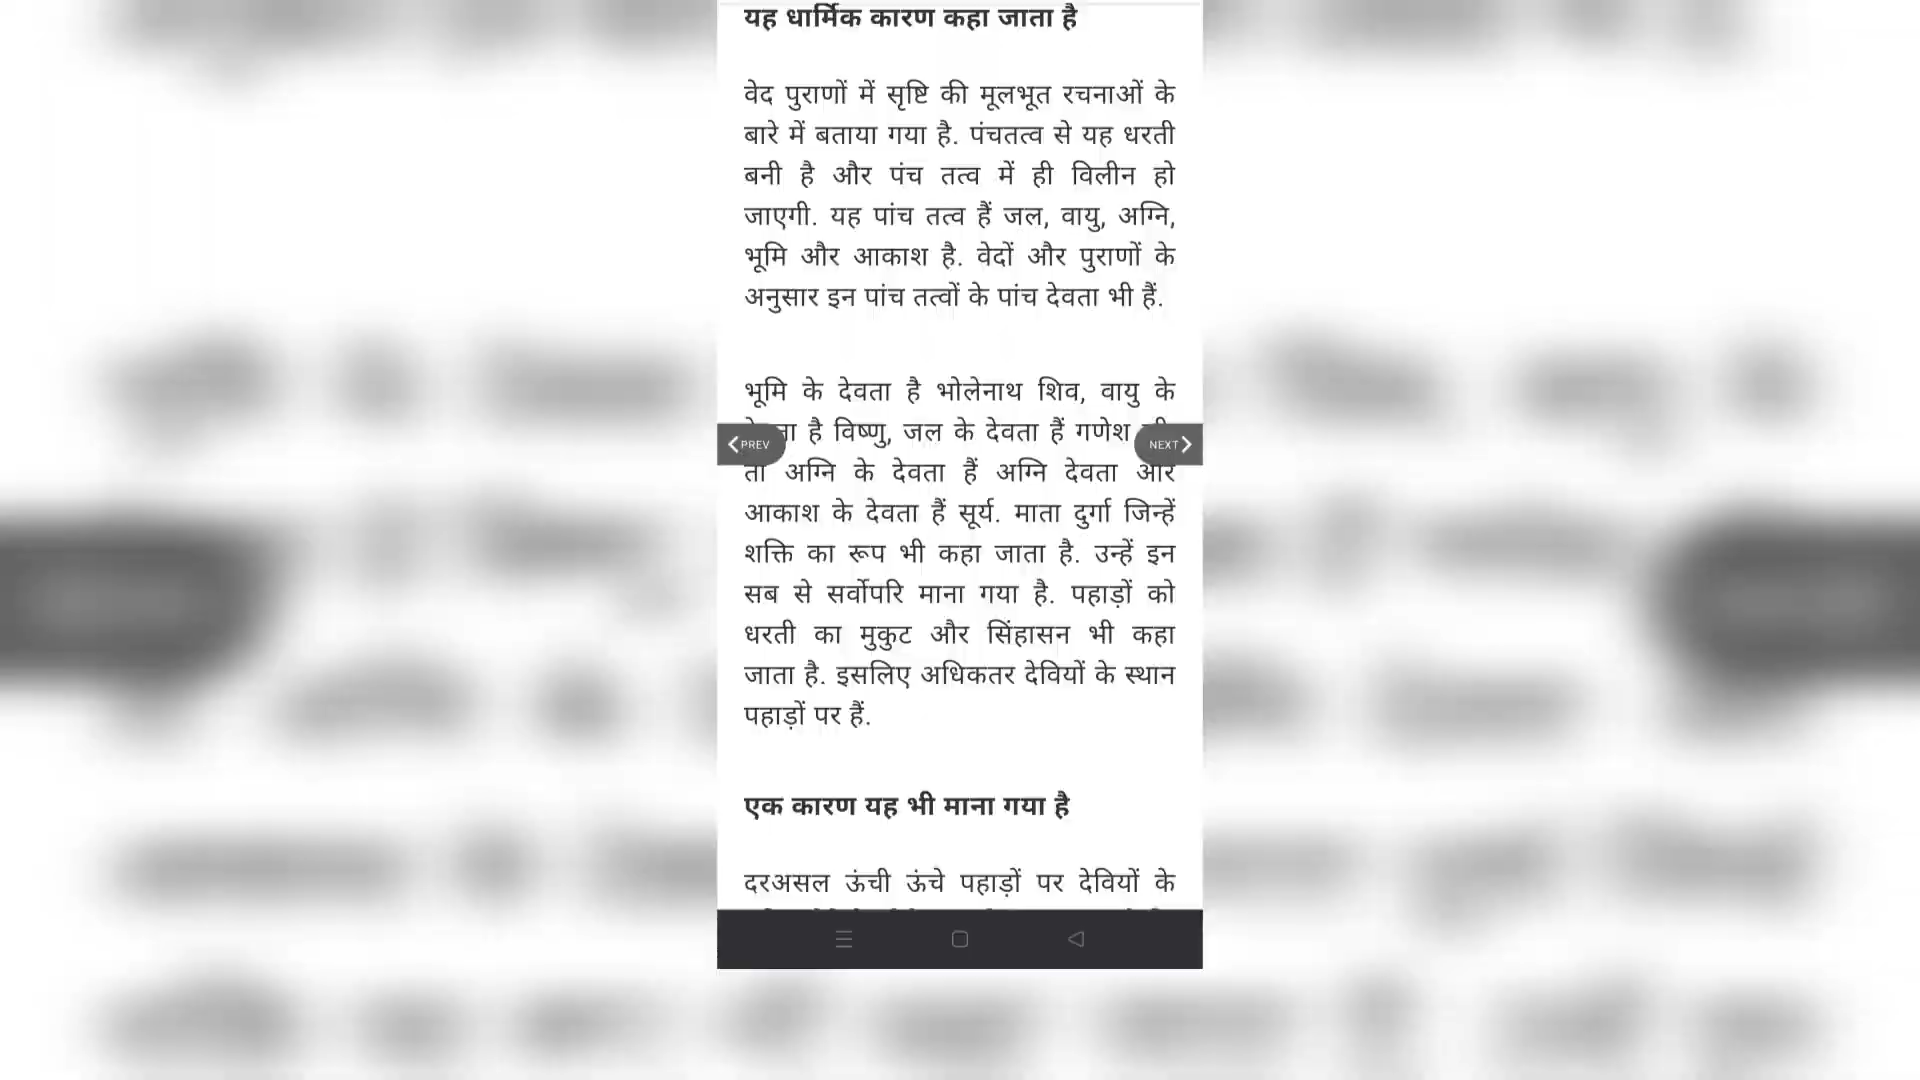 यह धार्मिक कारण कहा जाता है
वेद पुराणों में सृष्टि की मूलभूत रचनाओं के
बारे में बताया गया है. पंचतत्व से यह धरती
बनी है और पंच तत्व में ही विलीन हो
जाएगी. यह पांच तत्व हैं जल, वायु, अग्नि,
भूमि और आकाश है. वेदों और पुराणों के
अनुसार इन पांच तत्वों के पांच देवता भी हैं.
भूमि के देवता है भोलेनाथ शिव, वायु के
है विष्णु, जल के देवता हैं गणेश
PREV
NEXT
अग्नि के देवता हैं अग्नि देवता और
आकाश के देवता हैं सूर्य. माता दुर्गा जिन्हें
शक्ति का रूप भी कहा जाता है. उन्हें इन
सब से सर्वोपरि माना गया है. पहाड़ों को
धरती का मुकुट और सिंहासन भी कहा
जाता है. इसलिए अधिकतर देवियों के स्थान
पहाड़ों पर हैं.
एक कारण यह भी माना गया है
दरअसल ऊंची ऊंचे पहाड़ों पर देवियों के